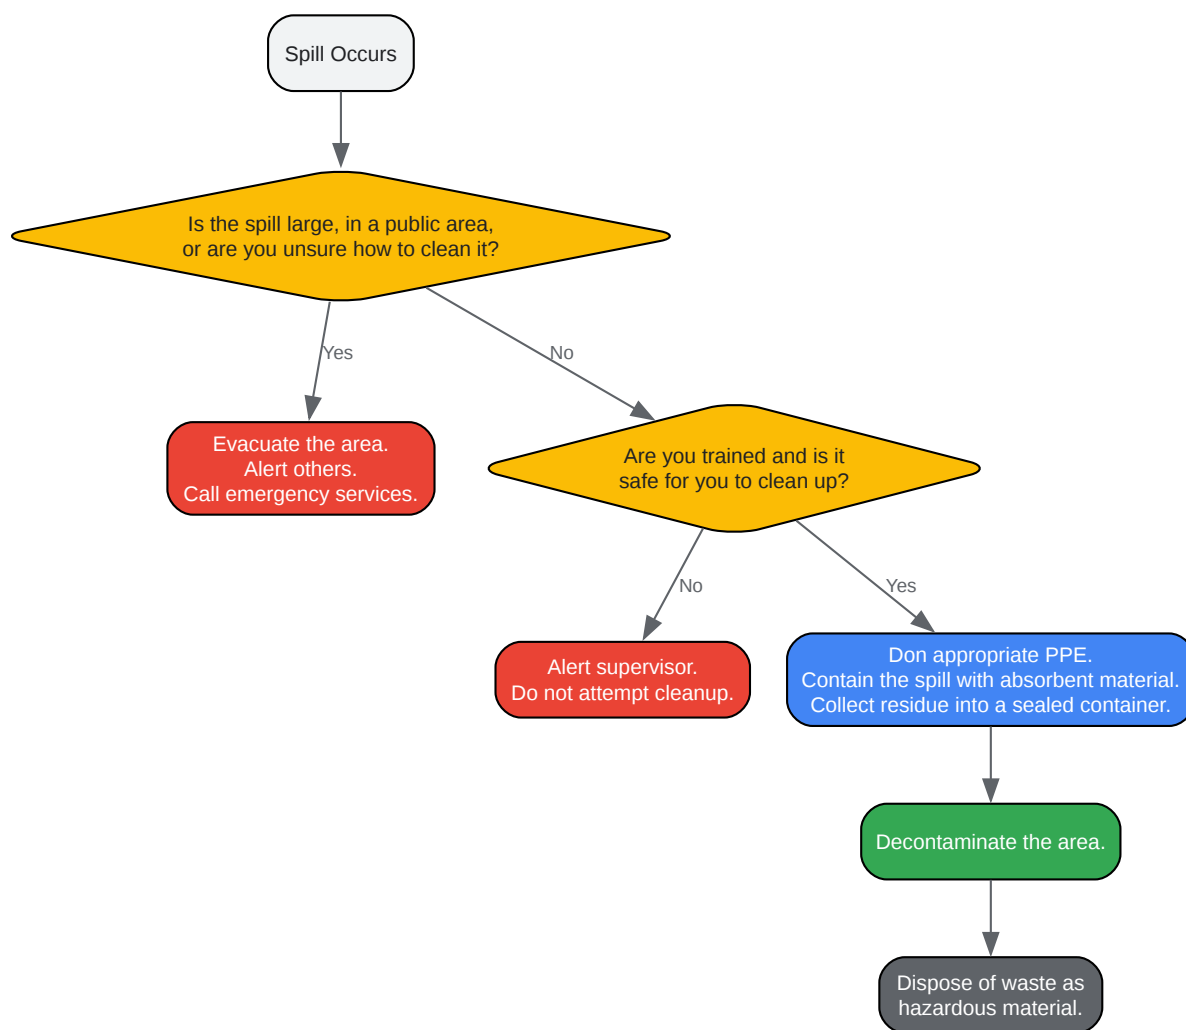 Spill Occurs
Is the spill large, in a public area,
or are you unsure how to clean it?
Yes
No
Evacuate the area.
Alert others.
Call emergency services.
Are you trained and is it
safe for you to clean up?
No
Yes
Alert supervisor.
Do not attempt cleanup.
Don appropriate PPE.
Contain the spill with absorbent material.
Collect residue into a sealed container.
Decontaminate the area.
Dispose of waste as
hazardous material.